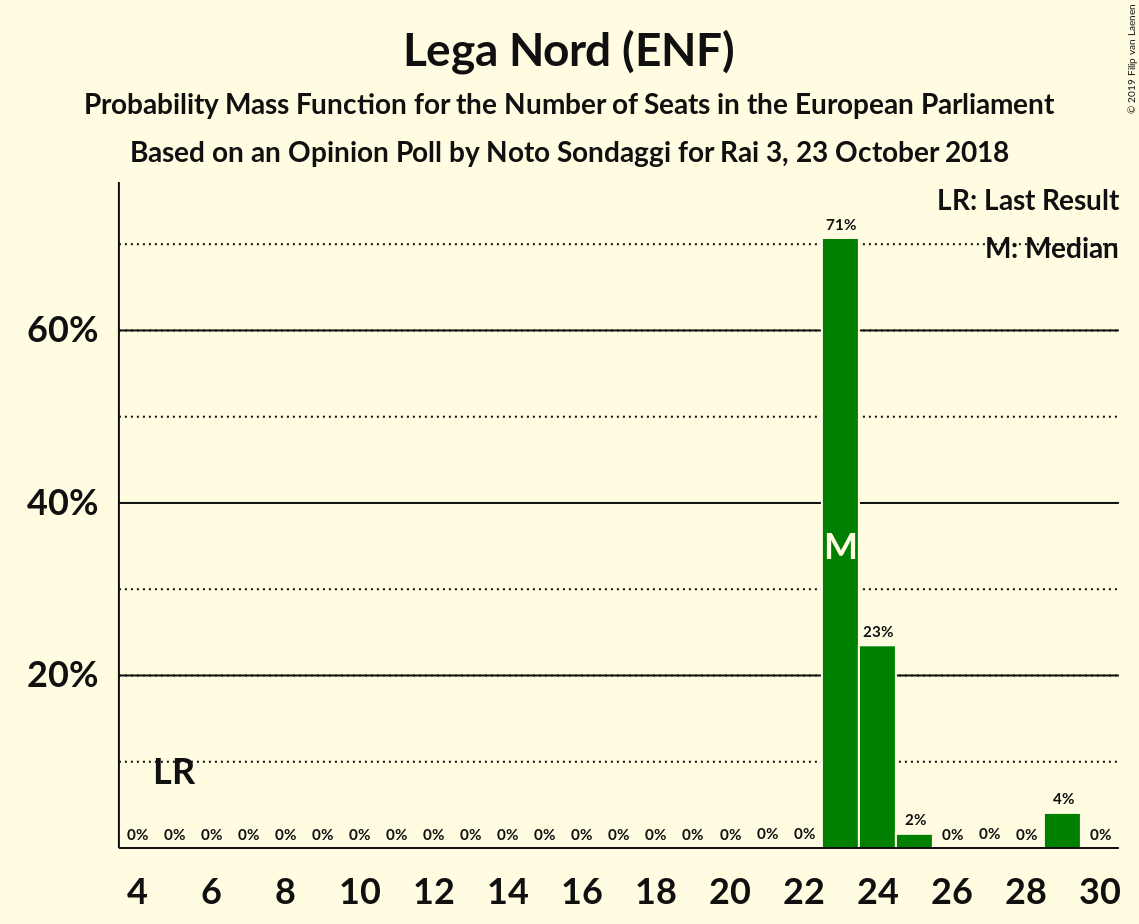 Lega Nord (ENF)
Probability Mass Function for the Number of Seats in the European Parliament
Based on an Opinion Poll by Noto Sondaggi for Rai 3, 23 October 2018
© 2019 Filip van Laenen
LR: Last Result
M: Median
60%
40%
20%
71%
M
23%
LR
0% 0% 0% 0% 0% 0% 0% 0% 0% 0% 0% 0% 0% 0% 0% 0% 0% 0% 0% 2% 0% 0% 0% 4% 0%
4 6 8 10 12 14 16 18 20 22 24 26 28 30